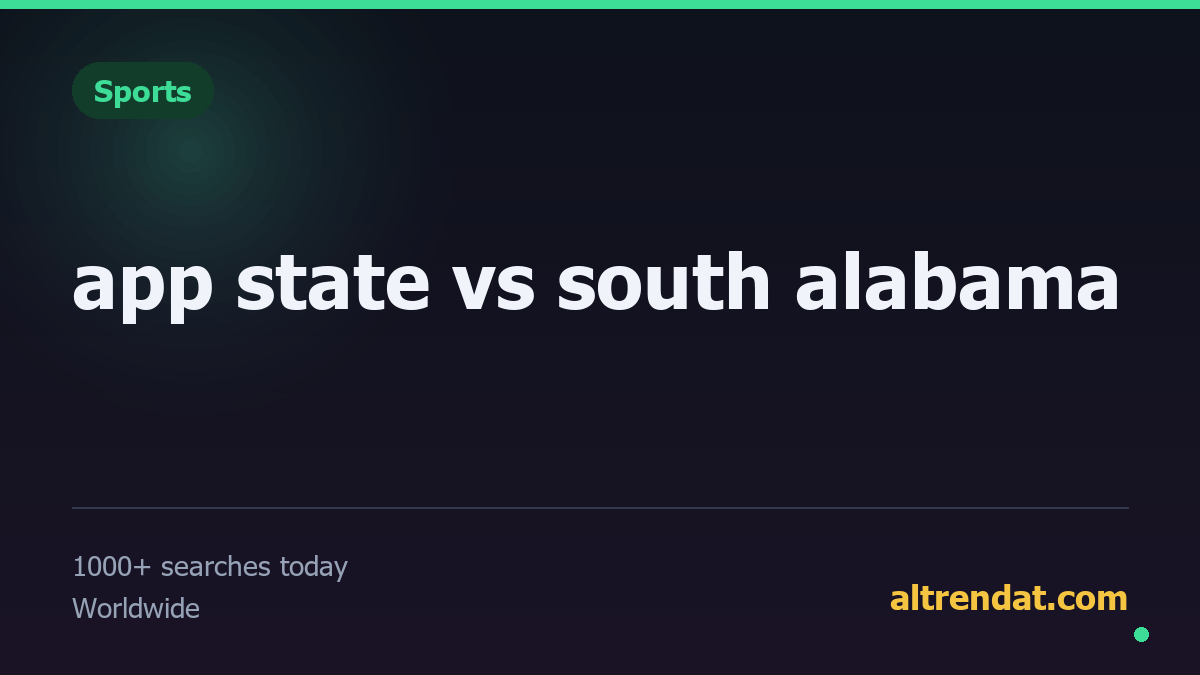 Sports
app state vs south alabama
1000+ searches today
Worldwide
altrendat.com